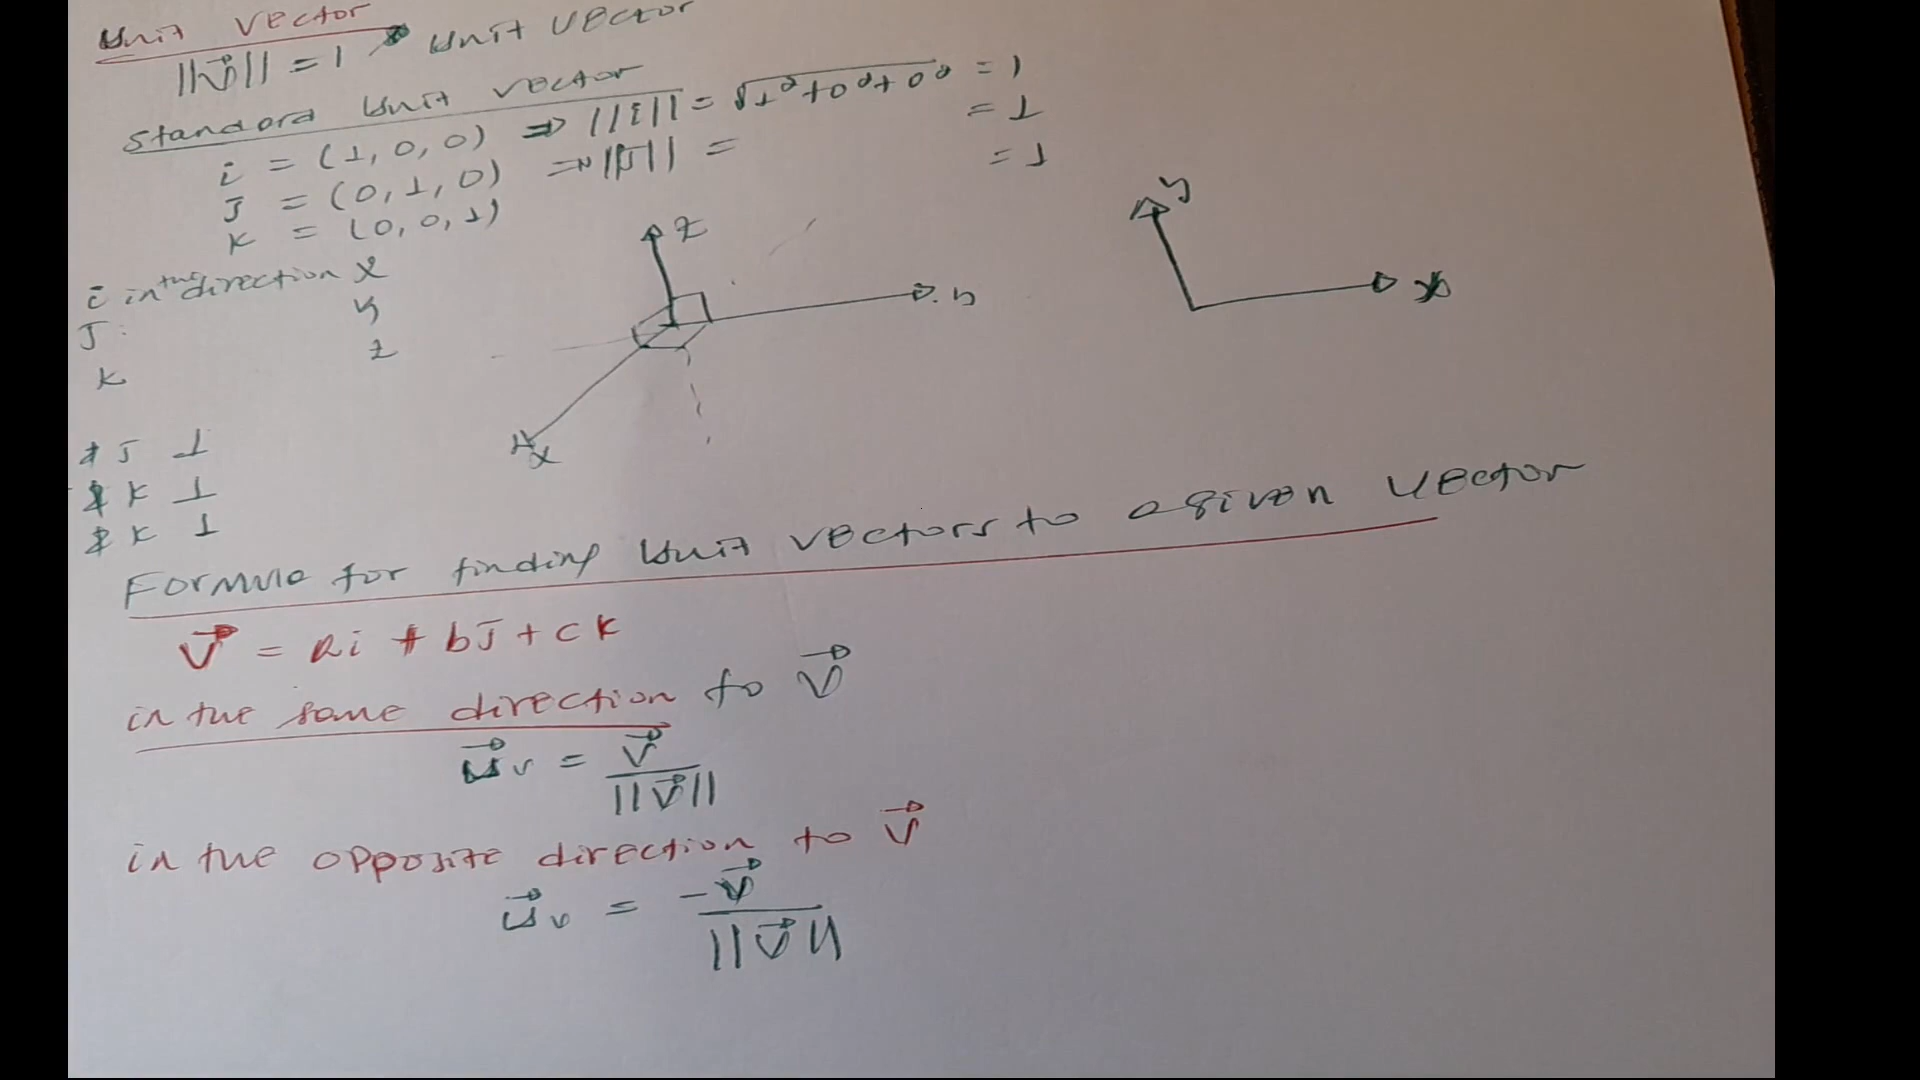 Unit Vector
||v⃗|| = 1 → Unit Vector
Standard Unit Vector
i = (1, 0, 0) ⇒ ||i|| = √1²+0²+0² = 1
J = (0, 1, 0) ⇒ ||J|| = = 1
k = (0, 0, 1) = 1
i in the direction x
J : y
k z
z
y
x
y
x
J ⊥
k ⊥
k ⊥
Formula for finding Unit Vectors to a given Vector
V⃗ = ai + bJ + ck
in the same direction to V⃗
u⃗v = V⃗ / ||V⃗||
in the opposite direction to V⃗
u⃗v = -V⃗ / ||V⃗||